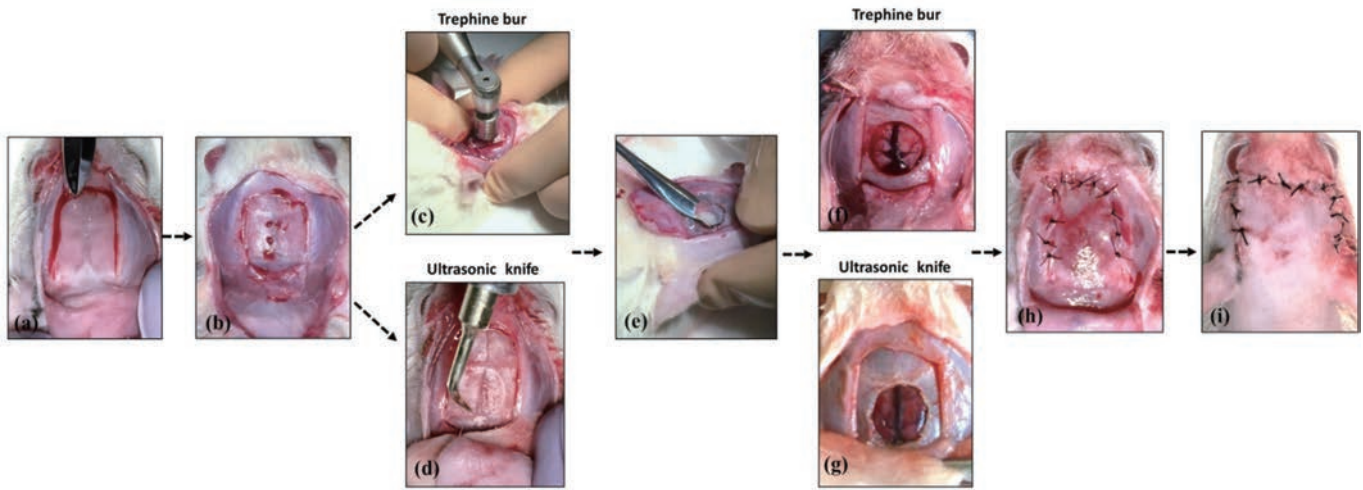 Trephine bur
Trephine bur
(c)
(f)
(a)
(b)
(e)
(h)
(i)
Ultrasonic knife
Ultrasonic knife
(d)
(g)